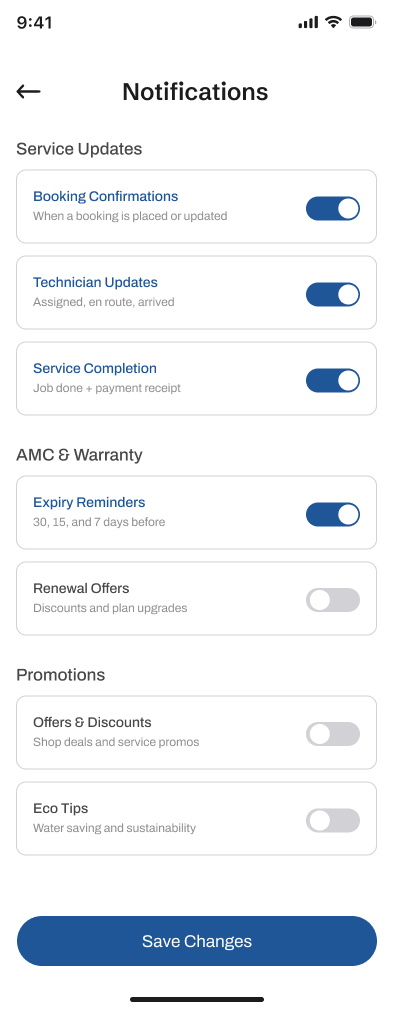 9:41
Notifications
Service Updates
Booking Confirmations
When a booking is placed or updated
Technician Updates
Assigned, en route, arrived
Service Completion
Job done + payment receipt
AMC & Warranty
Expiry Reminders
30, 15, and 7 days before
Renewal Offers
Discounts and plan upgrades
Promotions
Offers & Discounts
Shop deals and service promos
Eco Tips
Water saving and sustainability
Save Changes